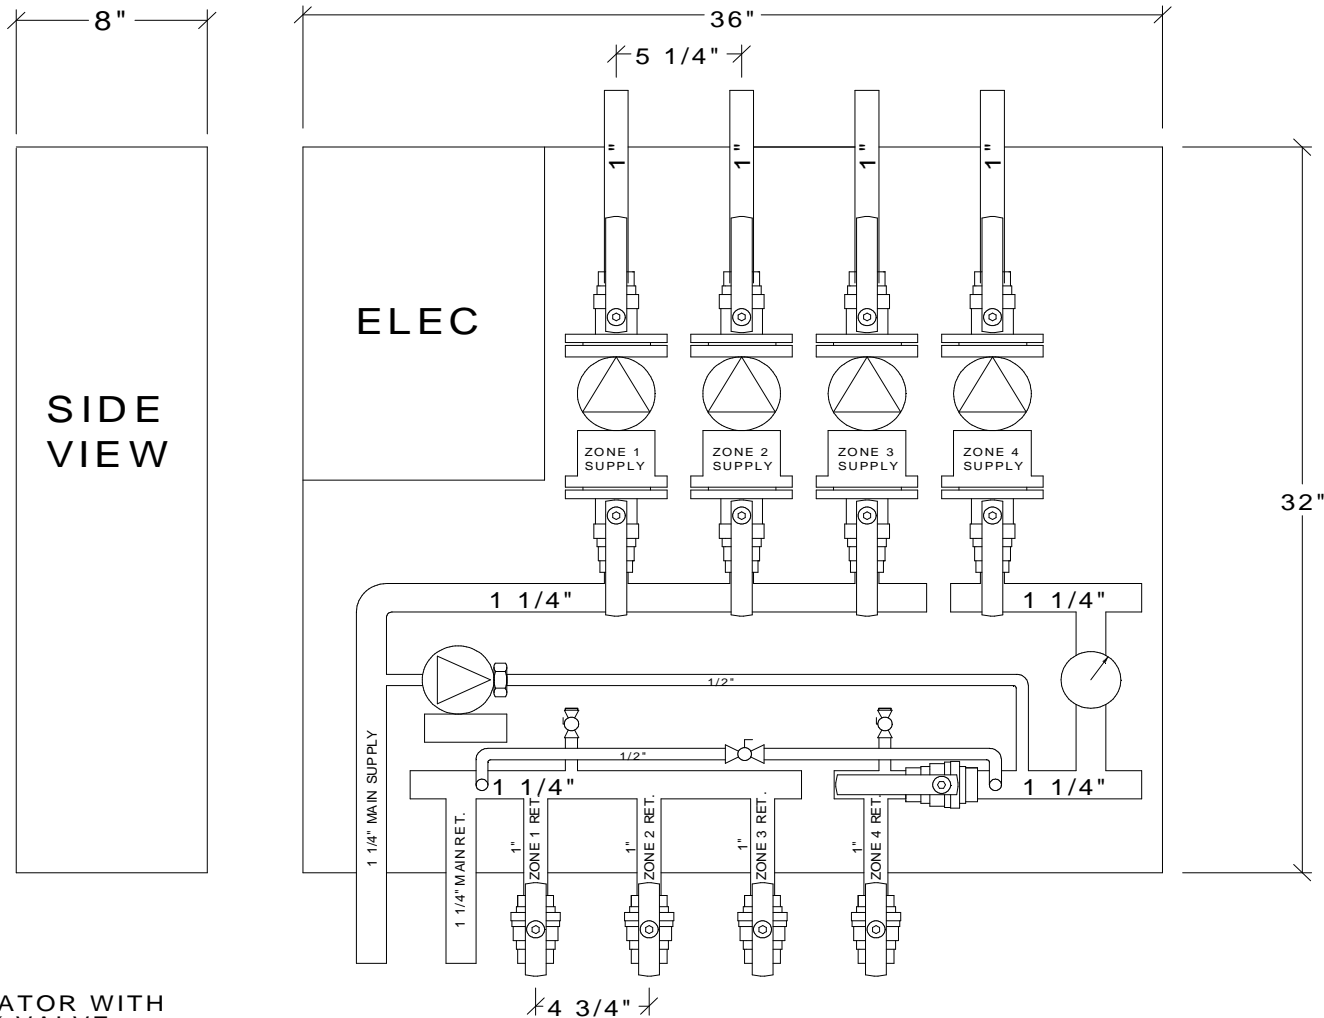 8"
36"
5 1/4"
1"
1"
1"
1"
ELEC
SIDE
VIEW
ZONE 1
SUPPLY
ZONE 2
SUPPLY
ZONE 3
SUPPLY
ZONE 4
SUPPLY
32"
1 1/4"
1 1/4"
1/2"
1/2"
1 1/4"
1 1/4"
1 1/4" MAIN SUPPLY
1 1/4" MAIN RET.
1"
ZONE 1 RET.
1"
ZONE 2 RET.
1"
ZONE 3 RET.
1"
ZONE 4 RET.
4 3/4"
ATOR WITH
VALVE